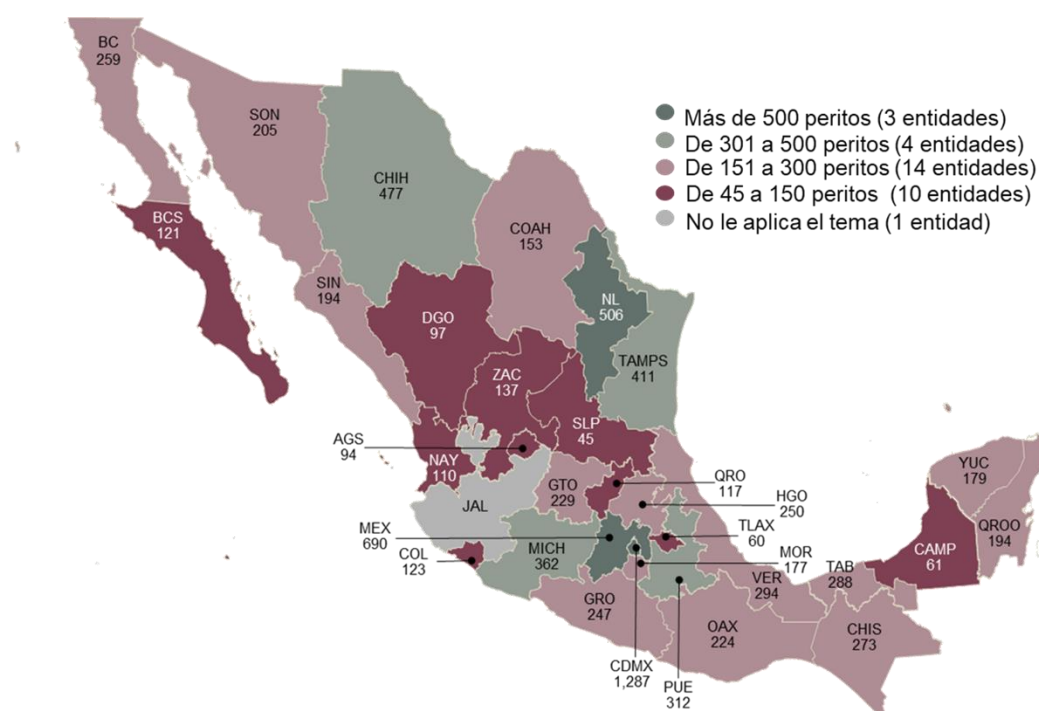 BC
259
SON
205
Más de 500 peritos (3 entidades)
De 301 a 500 peritos (4 entidades)
De 151 a 300 peritos (14 entidades)
De 45 a 150 peritos (10 entidades)
No le aplica el tema (1 entidad)
CHIH
477
BCS
121
COAH
153
SIN
194
NL
506
DGO
97
TAMPS
411
ZAC
137
SLP
45
AGS
94
NAY
110
GTO
229
QRO
117
HGO
250
YUC
179
JAL
MEX
690
TLAX
60
QROO
194
COL
123
MICH
362
MOR
177
CAMP
61
VER
294
TAB
288
GRO
247
OAX
224
CHIS
273
CDMX
1,287
PUE
312